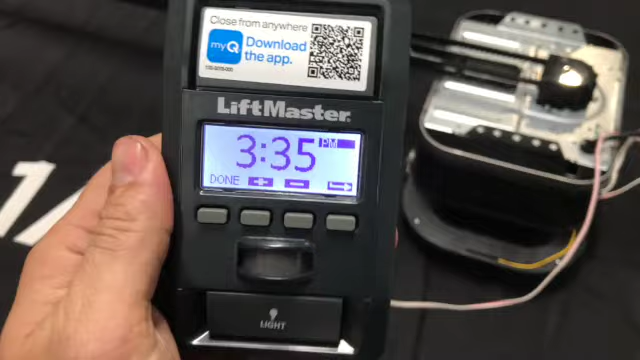 Close from anywhere
myQ
Download
the app.
LiftMaster
3:35 PM
DONE + −
LIGHT